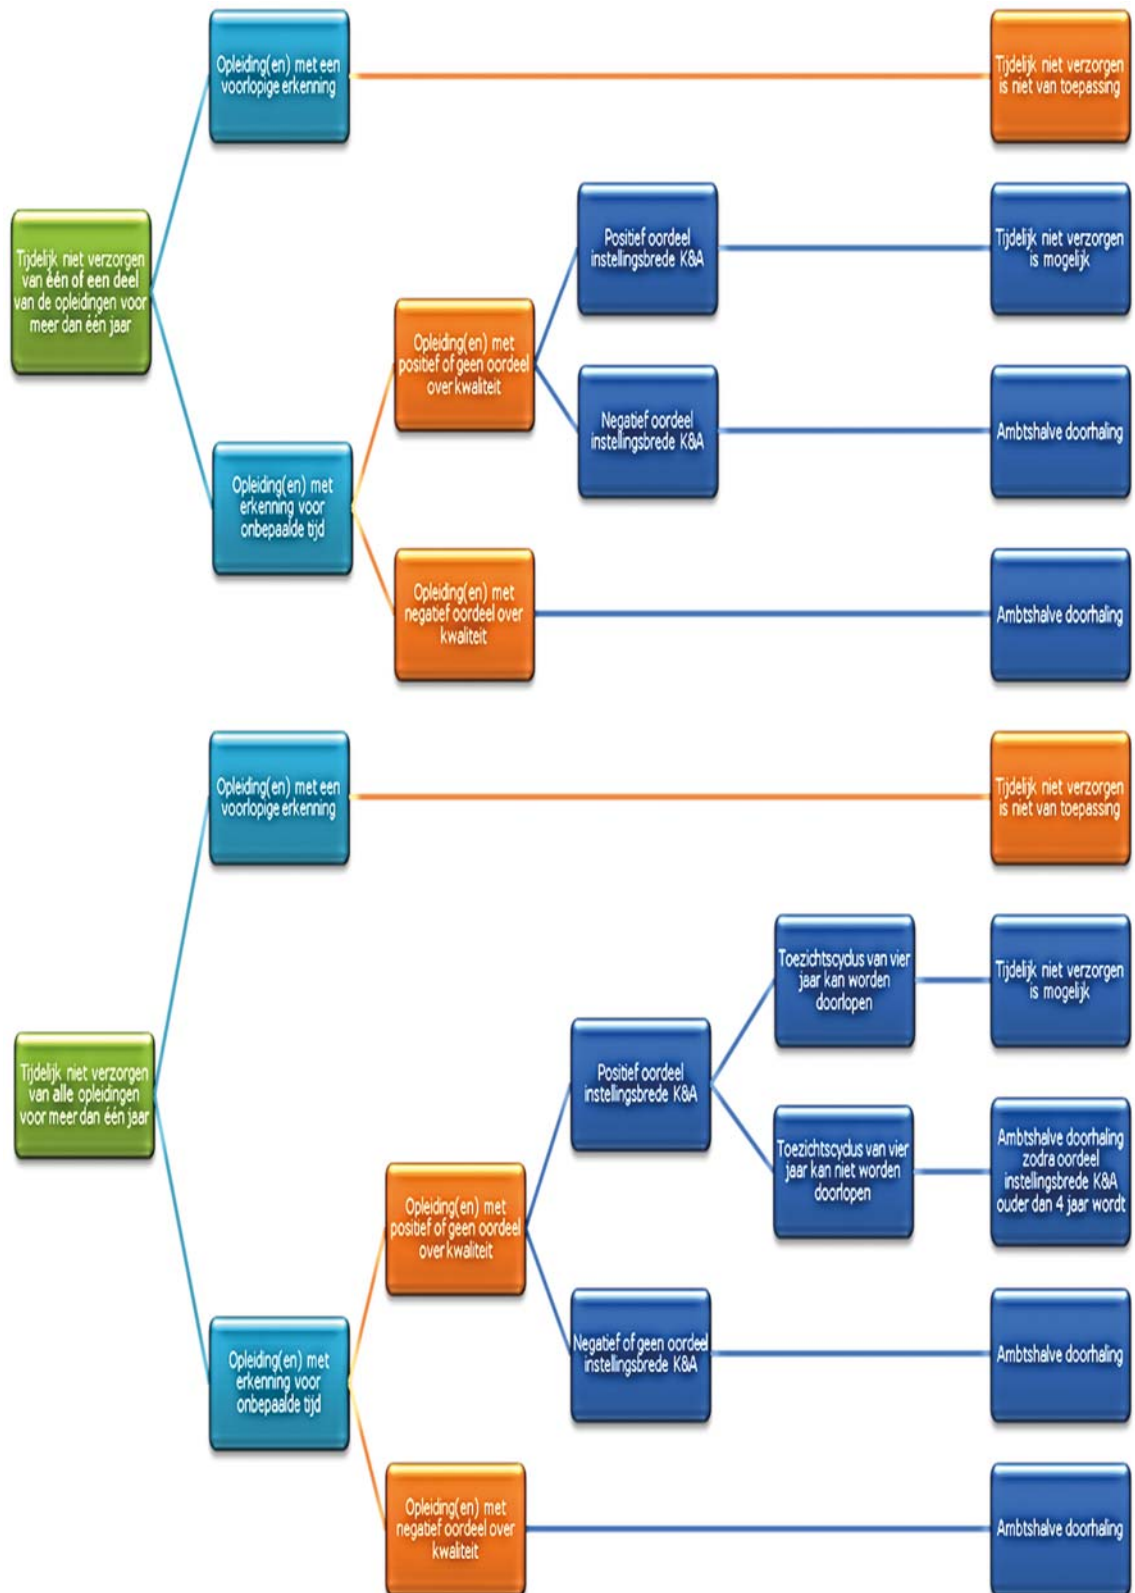 Opleiding(en) met een
voorlopige erkenning
Tijdelijk niet verzorgen
is niet van toepassing
Tijdelijk niet verzorgen
van één of een deel
van de opleidingen voor
meer dan één jaar
Positief oordeel
instellingsbrede K&A
Tijdelijk niet verzorgen
is mogelijk
Opleiding(en) met
positief of geen oordeel
over kwaliteit
Negatief oordeel
instellingsbrede K&A
Ambtshalve doorhaling
Opleiding(en) met
erkenning voor
onbepaalde tijd
Opleiding(en) met
negatief oordeel over
kwaliteit
Ambtshalve doorhaling
Opleiding(en) met een
voorlopige erkenning
Tijdelijk niet verzorgen
is niet van toepassing
Tijdelijk niet verzorgen
van alle opleidingen
voor meer dan één jaar
Toezichtscyclus van vier
jaar kan worden
doorlopen
Tijdelijk niet verzorgen
is mogelijk
Positief oordeel
instellingsbrede K&A
Toezichtscyclus van vier
jaar kan niet worden
doorlopen
Ambtshalve doorhaling
zodra oordeel
instellingsbrede K&A
ouder dan 4 jaar wordt
Opleiding(en) met
positief of geen oordeel
over kwaliteit
Negatief of geen oordeel
instellingsbrede K&A
Ambtshalve doorhaling
Opleiding(en) met
erkenning voor
onbepaalde tijd
Opleiding(en) met
negatief oordeel over
kwaliteit
Ambtshalve doorhaling